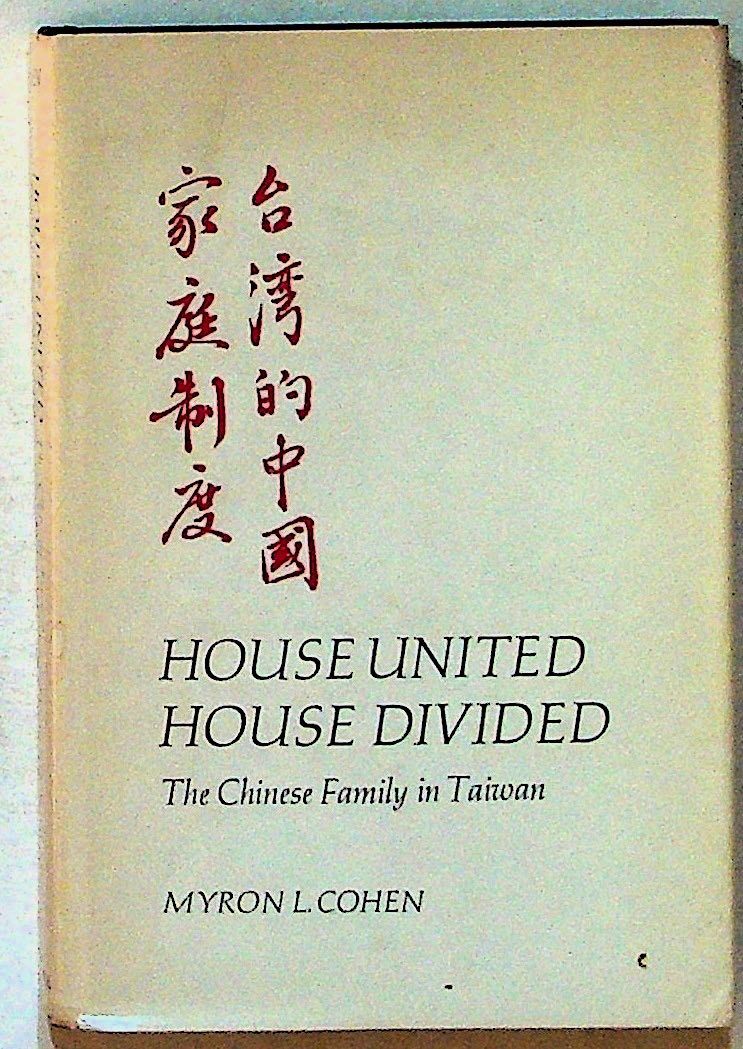 台湾的中國
家庭制度
HOUSE UNITED
HOUSE DIVIDED
The Chinese Family in Taiwan
MYRON L. COHEN